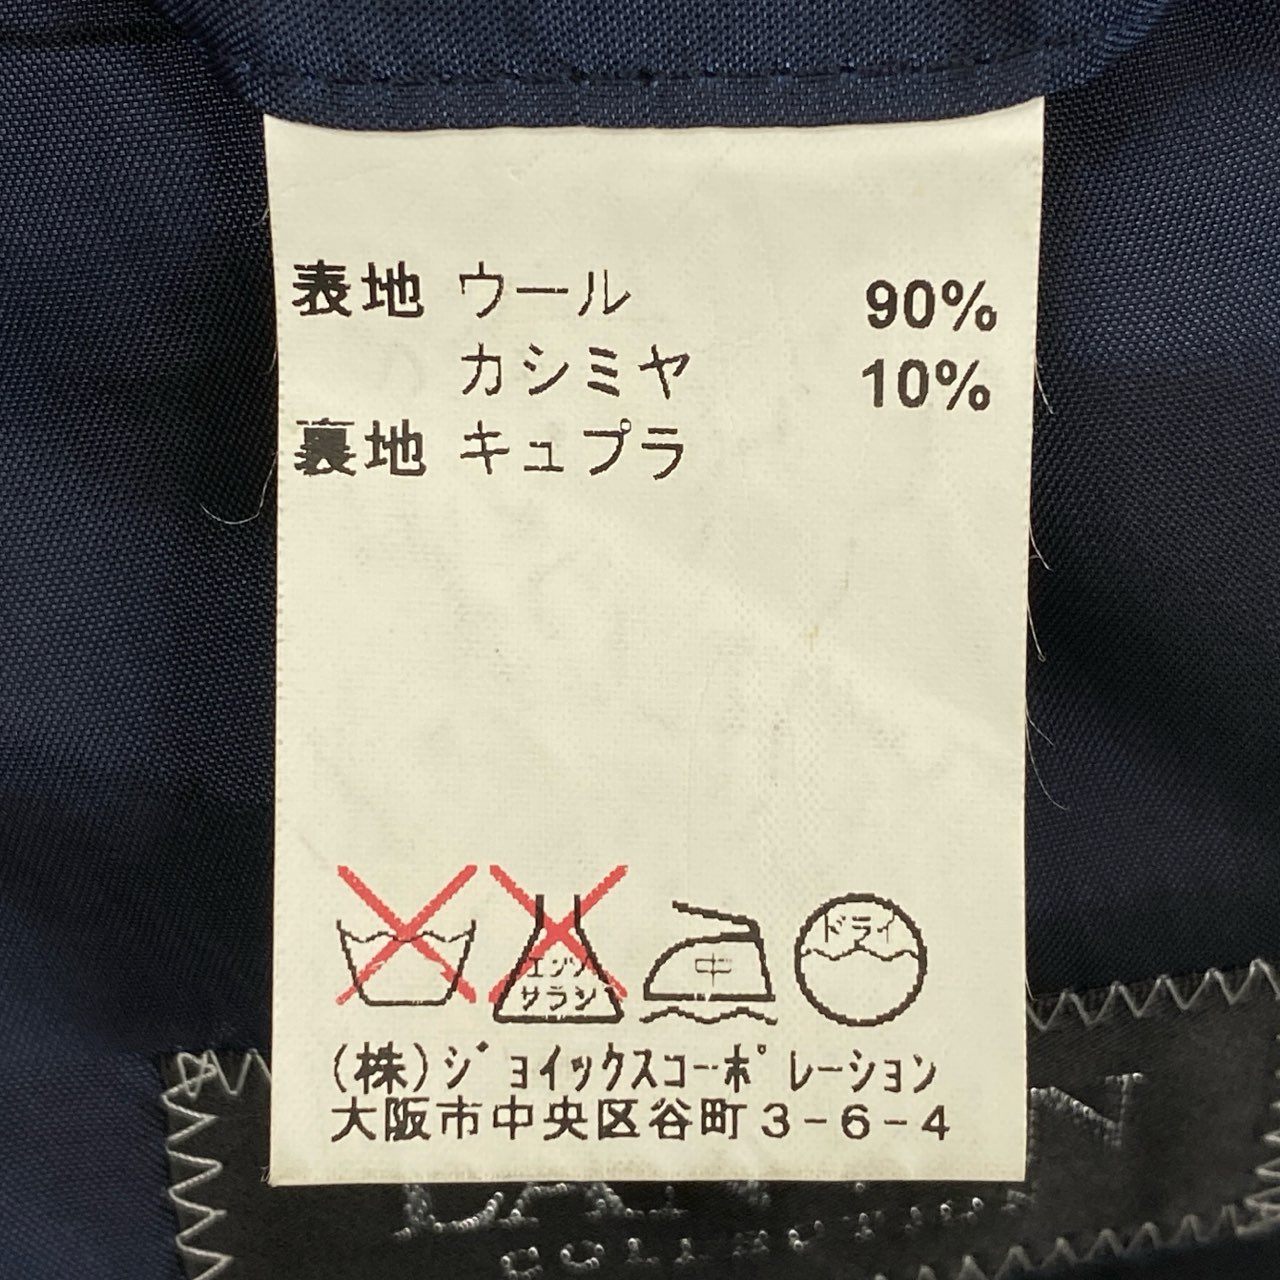 表地 ウール 90%
カシミヤ 10%
裏地 キュプラ
エンソ
サラシ
中
ドライ
(株)ジョイックスコーポレーション
大阪市中央区谷町3-6-4